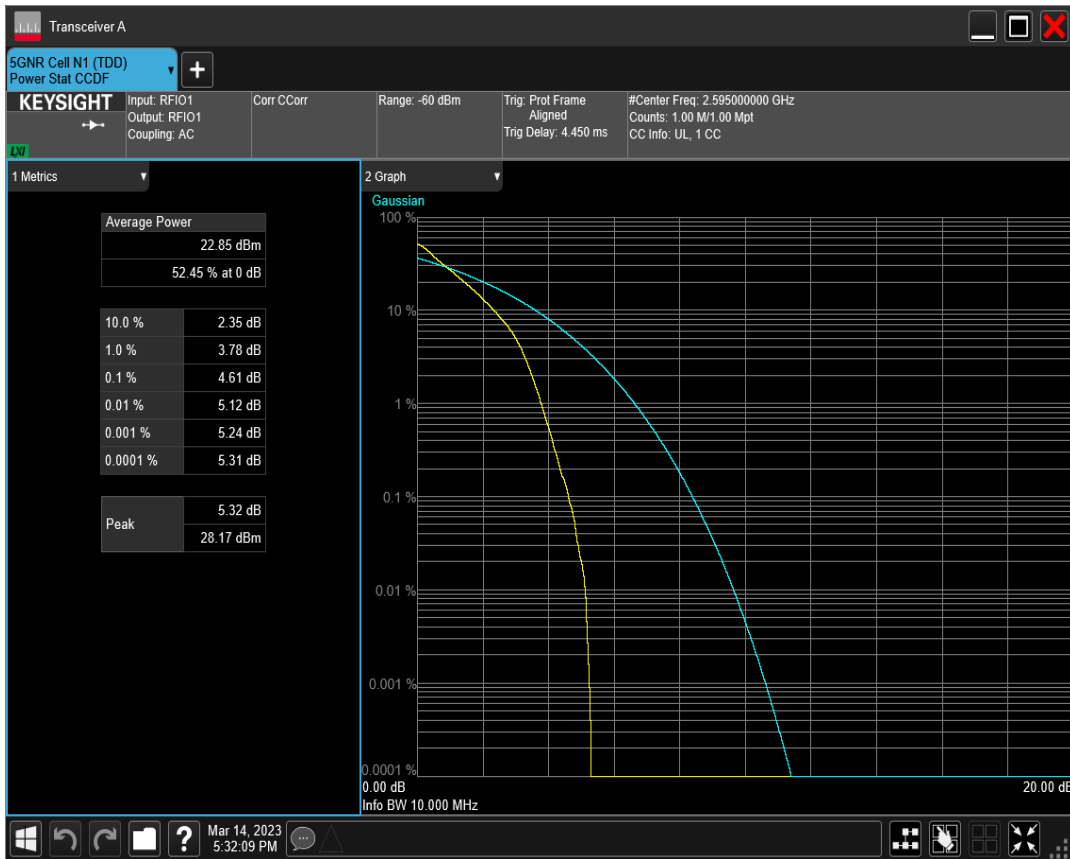 Transceiver A
5GNR Cell N1 (TDD)
Power Stat CCDF
+
KEYSIGHT
LXI
Input: RFIO1
Output: RFIO1
Coupling: AC
Corr CCorr
Range: -60 dBm
Trig: Prot Frame
Aligned
Trig Delay: 4.450 ms
#Center Freq: 2.595000000 GHz
Counts: 1.00 M/1.00 Mpt
CC Info: UL, 1 CC
1 Metrics
Average Power
22.85 dBm
52.45 % at 0 dB
10.0 % 2.35 dB
1.0 % 3.78 dB
0.1 % 4.61 dB
0.01 % 5.12 dB
0.001 % 5.24 dB
0.0001 % 5.31 dB
Peak 5.32 dB
28.17 dBm
2 Graph
Gaussian
100 %
10 %
1 %
0.1 %
0.01 %
0.001 %
0.0001 %
0.00 dB 20.00 dB
Info BW 10.000 MHz
?
Mar 14, 2023
5:32:09 PM